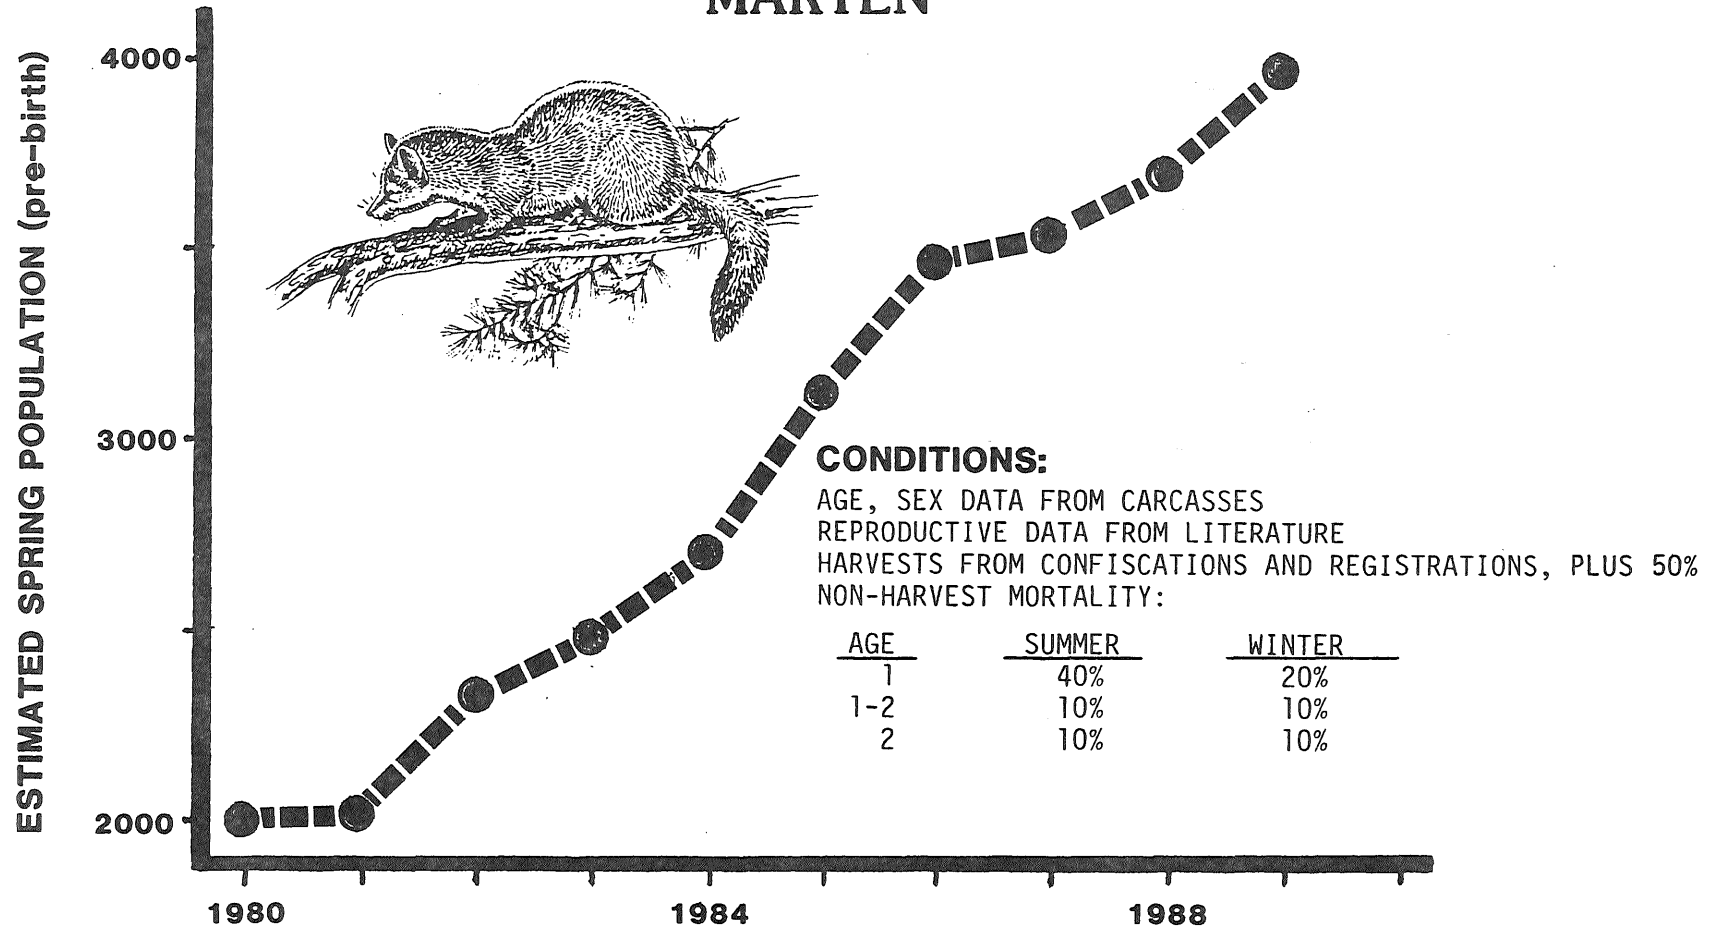 MARTEN
ESTIMATED SPRING POPULATION (pre-birth)
4000
3000
2000
1980
1984
1988
CONDITIONS:
AGE, SEX DATA FROM CARCASSES
REPRODUCTIVE DATA FROM LITERATURE
HARVESTS FROM CONFISCATIONS AND REGISTRATIONS, PLUS 50%
NON-HARVEST MORTALITY:
AGE SUMMER WINTER
1 40% 20%
1-2 10% 10%
2 10% 10%